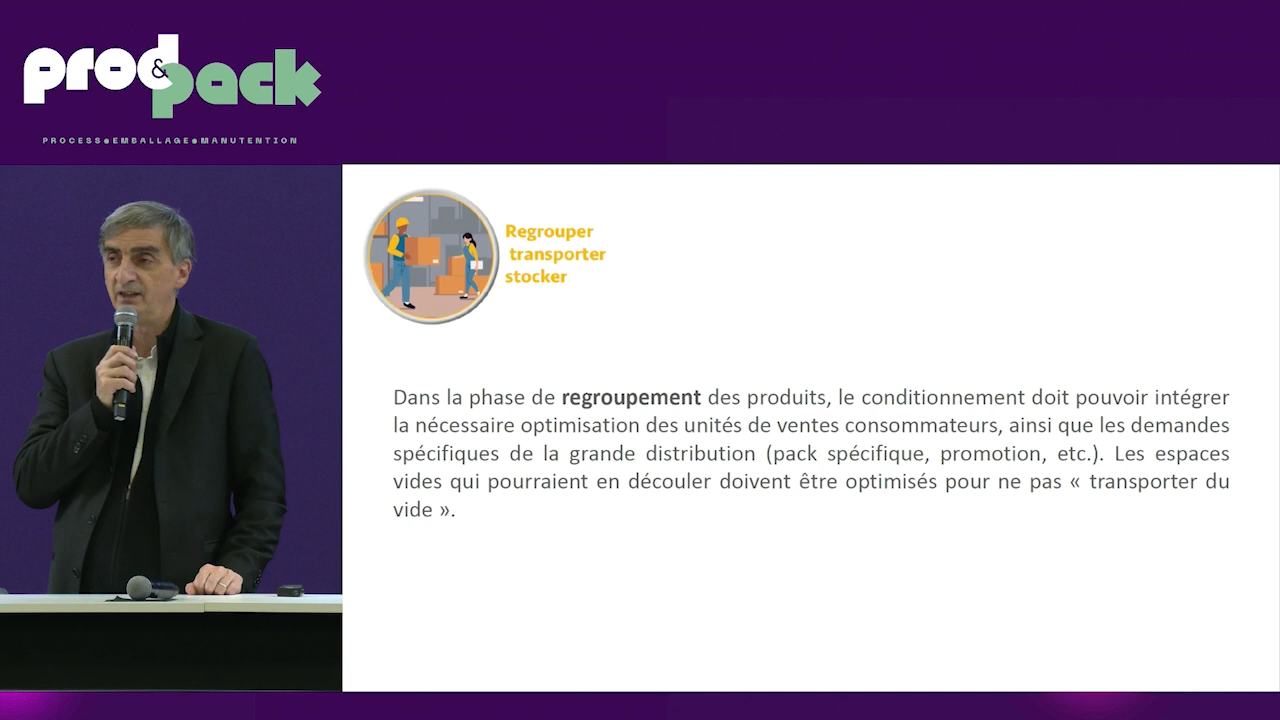 prod&pack
PROCESS●EMBALLAGE●MANUTENTION
Regrouper
transporter
stocker
Dans la phase de regroupement des produits, le conditionnement doit pouvoir intégrer
la nécessaire optimisation des unités de ventes consommateurs, ainsi que les demandes
spécifiques de la grande distribution (pack spécifique, promotion, etc.). Les espaces
vides qui pourraient en découler doivent être optimisés pour ne pas « transporter du
vide ».